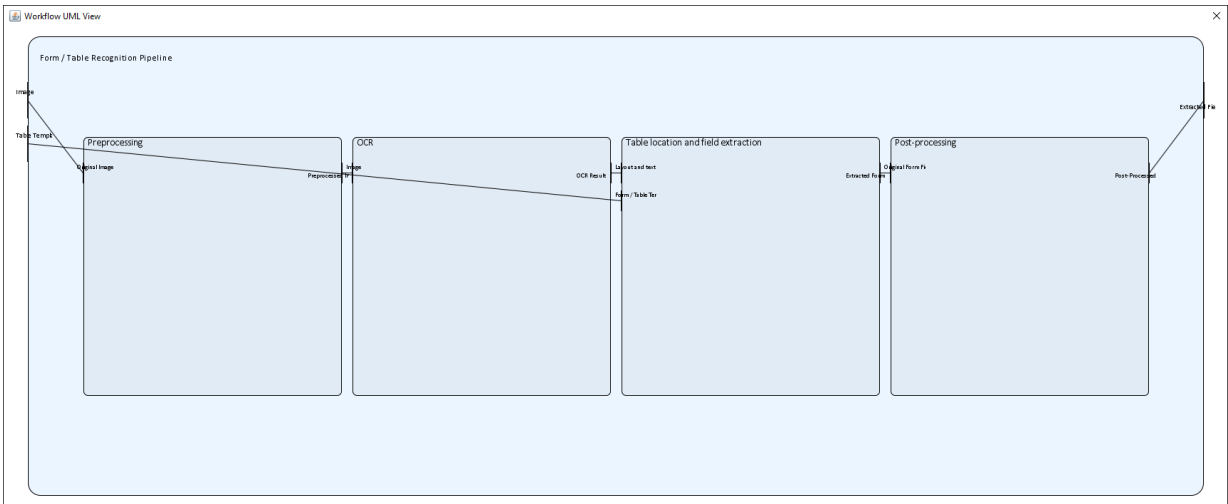 Workflow UML View
Form / Table Recognition Pipeline
Image
Extracted Fie
Table Templ
Preprocessing
OCR
Table location and field extraction
Post-processing
Original Image
Image
Layout and text
Original Form Fi
Preprocessed I
OCR Result
Extracted Form
Post-Processed
Form / Table Ter